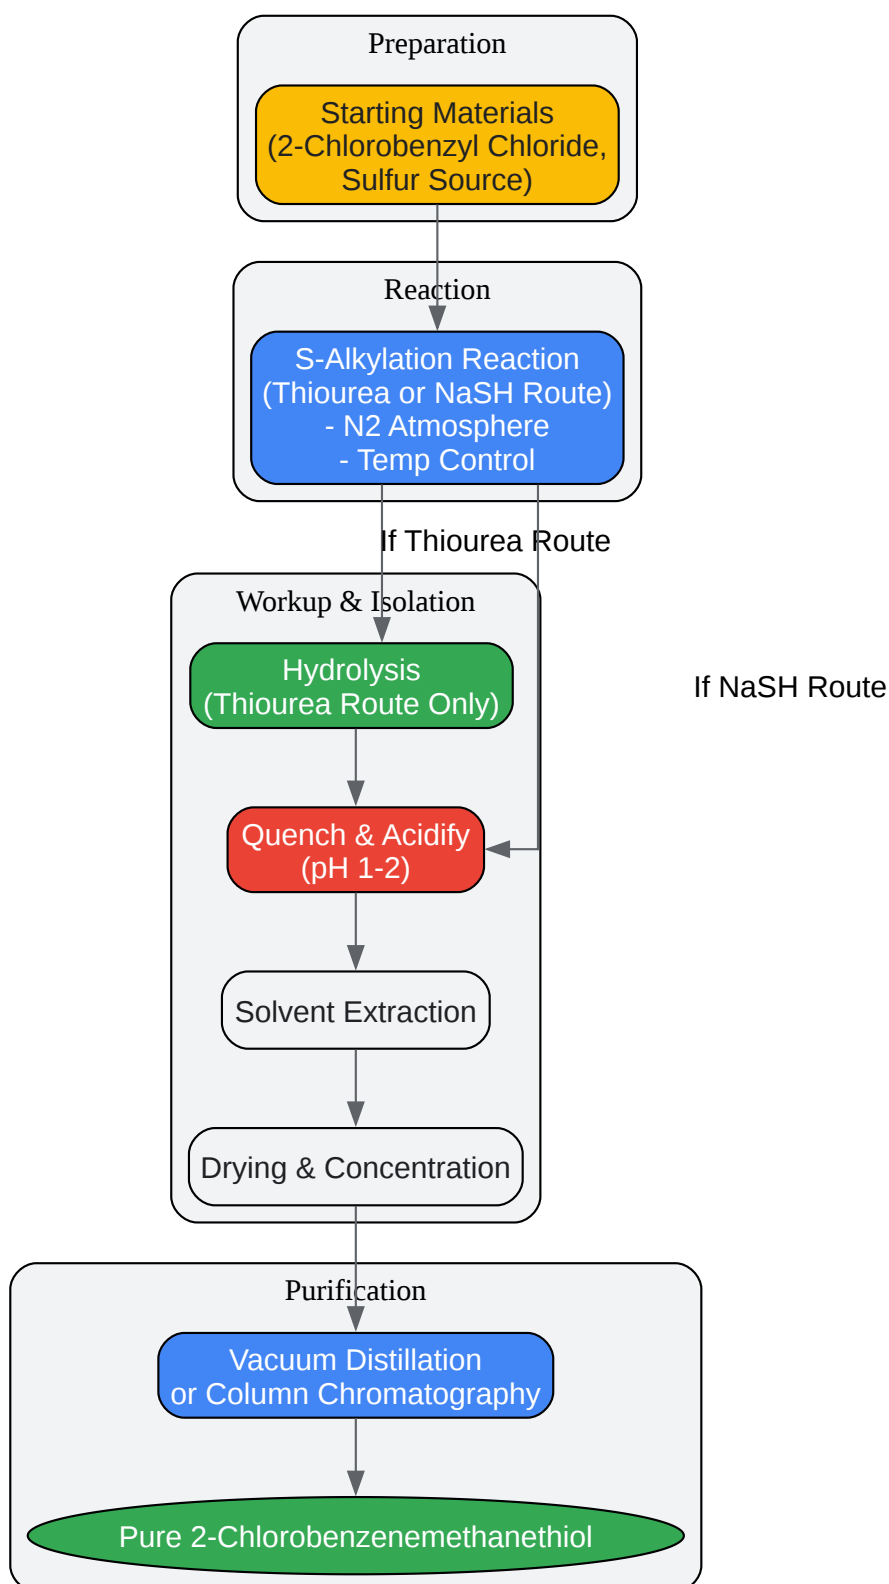 Preparation
Starting Materials
(2-Chlorobenzyl Chloride,
Sulfur Source)
Reaction
S-Alkylation Reaction
(Thiourea or NaSH Route)
- N2 Atmosphere
- Temp Control
If Thiourea Route
Workup & Isolation
Hydrolysis
(Thiourea Route Only)
If NaSH Route
Quench & Acidify
(pH 1-2)
Solvent Extraction
Drying & Concentration
Purification
Vacuum Distillation
or Column Chromatography
Pure 2-Chlorobenzenemethanethiol